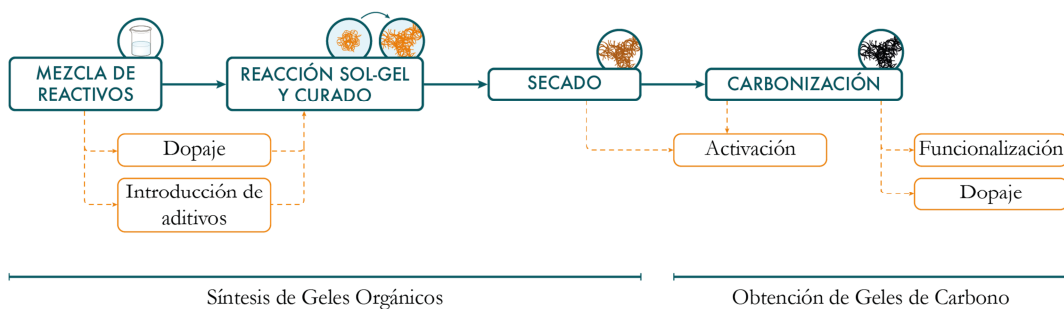 MEZCLA DE
REACTIVOS
REACCIÓN SOL-GEL
Y CURADO
SECADO
CARBONIZACIÓN
Dopaje
Introducción de
aditivos
Activación
Funcionalización
Dopaje
Síntesis de Geles Orgánicos
Obtención de Geles de Carbono